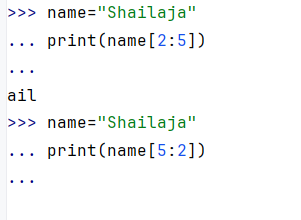 >>> name="Shailaja"
... print(name[2:5])
...
ail
>>> name="Shailaja"
... print(name[5:2])
...